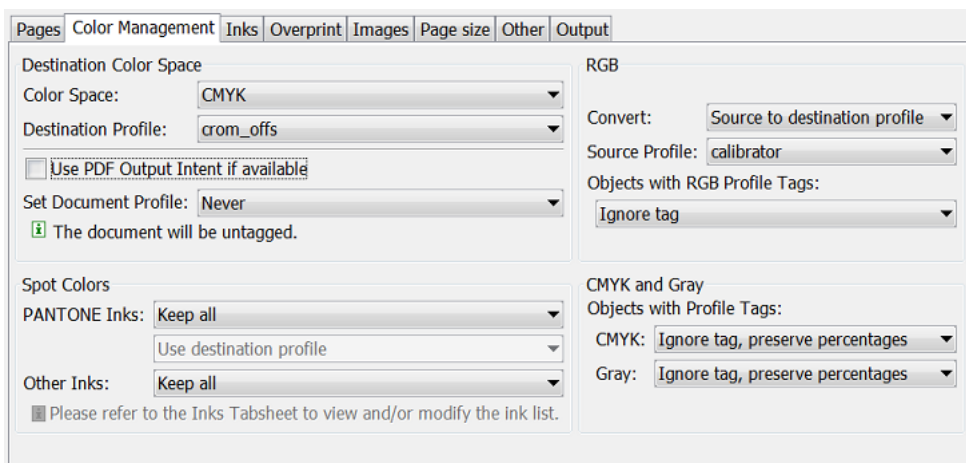 Pages Color Management Inks Overprint Images Page size Other Output
Destination Color Space
Color Space: CMYK
Destination Profile: crom_offs
Use PDF Output Intent if available
Set Document Profile: Never
The document will be untagged.
RGB
Convert: Source to destination profile
Source Profile: calibrator
Objects with RGB Profile Tags:
Ignore tag
Spot Colors
PANTONE Inks: Keep all
Use destination profile
Other Inks: Keep all
Please refer to the Inks Tabsheet to view and/or modify the ink list.
CMYK and Gray
Objects with Profile Tags:
CMYK: Ignore tag, preserve percentages
Gray: Ignore tag, preserve percentages